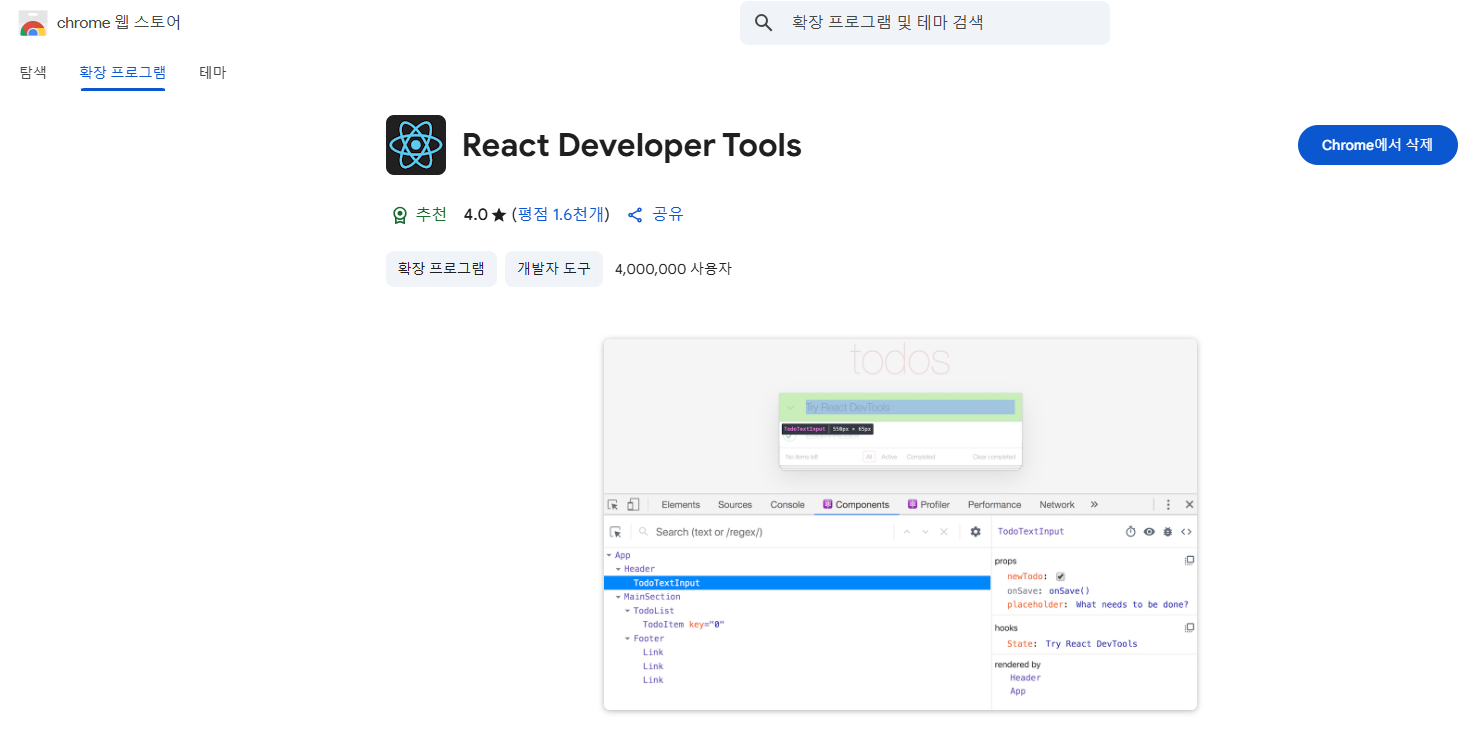 chrome 웹 스토어
확장 프로그램 및 테마 검색
탐색 확장 프로그램 테마
React Developer Tools
Chrome에서 삭제
추천 4.0 ★ (평점 1.6천개) 공유
확장 프로그램 개발자 도구 4,000,000 사용자
todos
Try React DevTools
TodoTextInput | 550px × 65px
No items left All Active Completed Clear completed
Elements Sources Console Components Profiler Performance Network »
Search (text or /regex/)
TodoTextInput
App
Header
TodoTextInput
MainSection
TodoList
TodoItem key="0"
Footer
Link
Link
Link
props
newTodo:
onSave: onSave()
placeholder: What needs to be done?
hooks
State: Try React DevTools
rendered by
Header
App